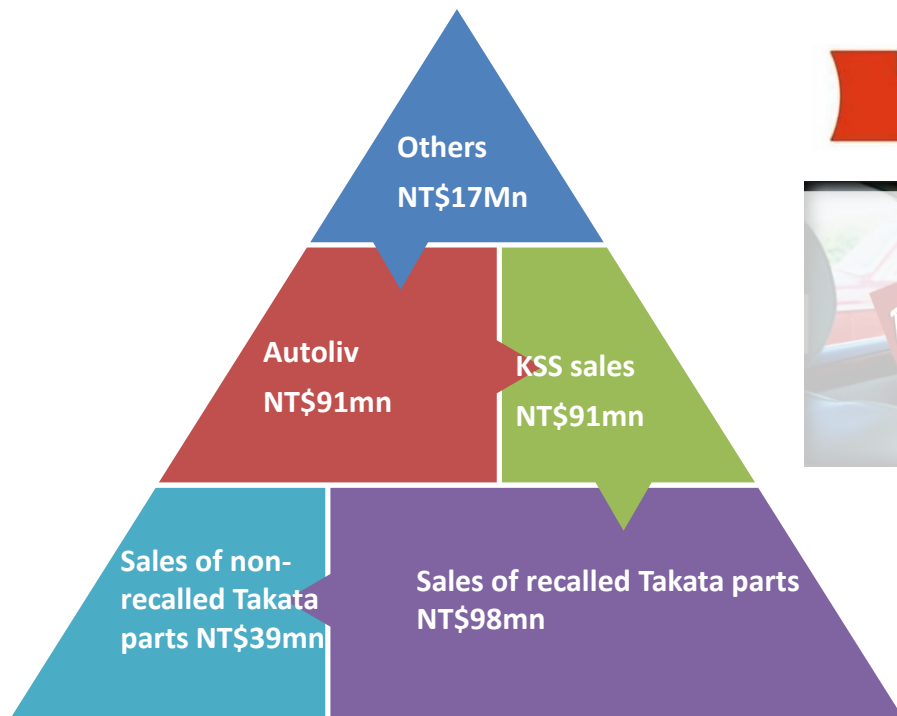 Others
NT$17Mn
Autoliv
NT$91mn
KSS sales
NT$91mn
Sales of non-
recalled Takata
parts NT$39mn
Sales of recalled Takata parts
NT$98mn